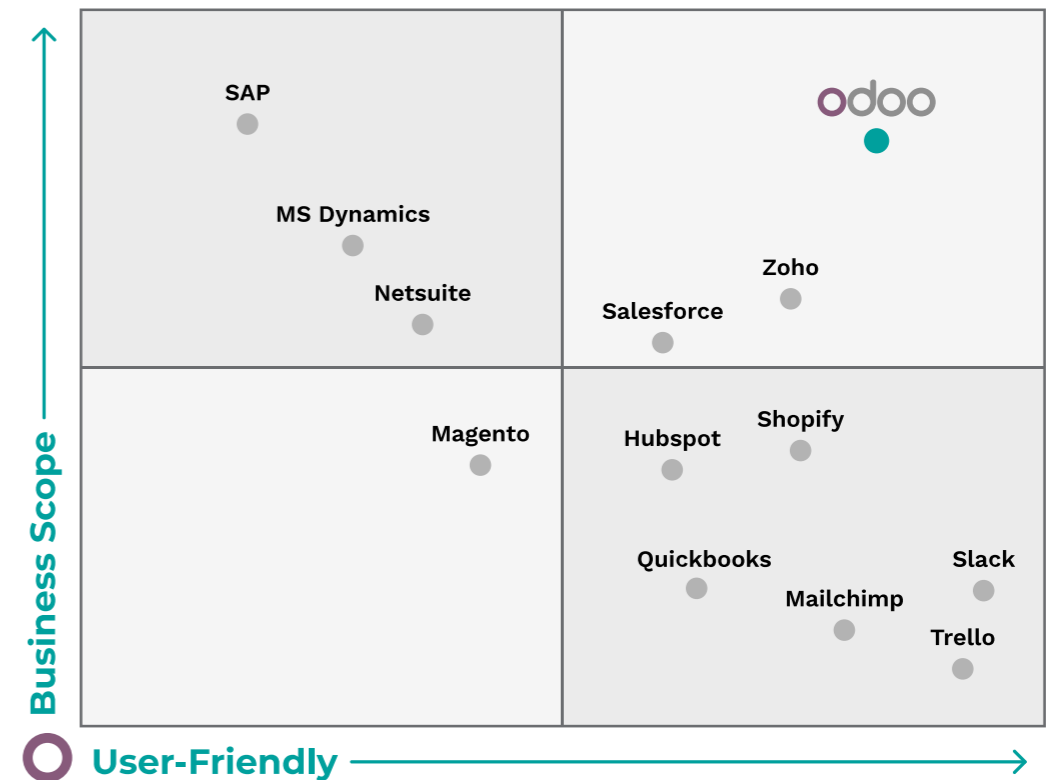 SAP
odoo
MS Dynamics
Zoho
Netsuite
Salesforce
Shopify
Magento
Hubspot
Quickbooks
Slack
Mailchimp
Trello
Business Scope
User-Friendly